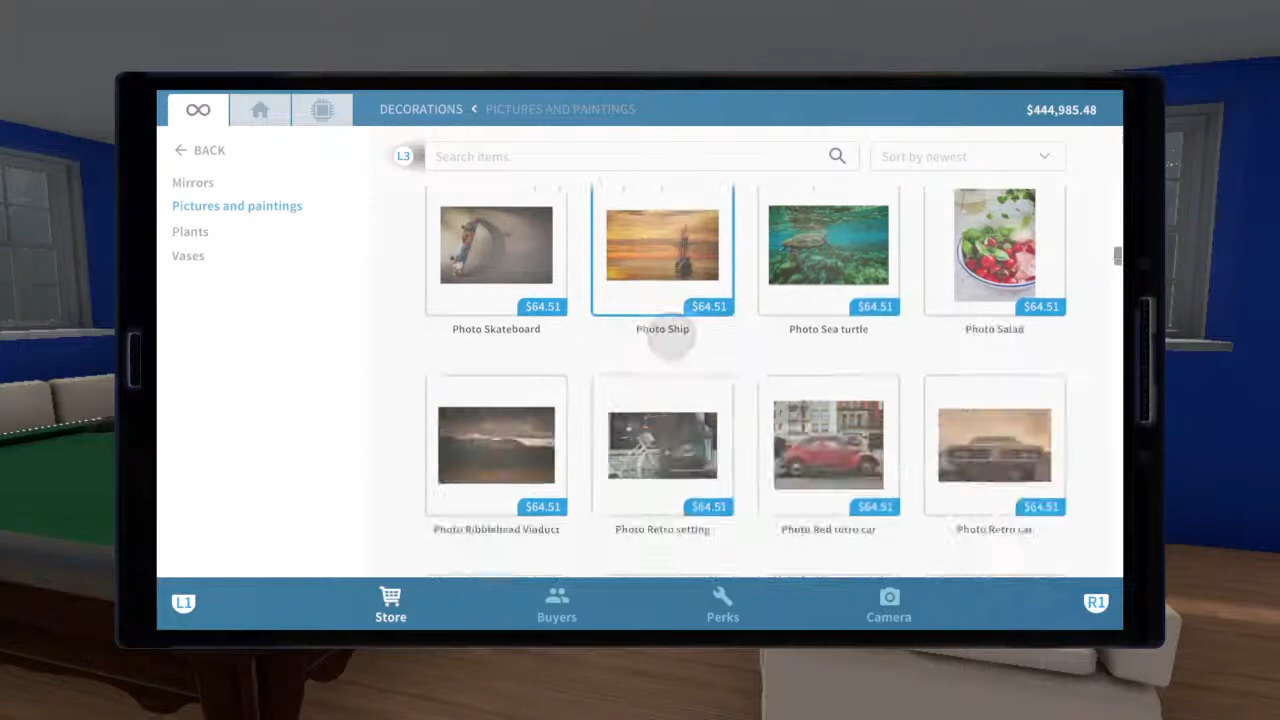 DECORATIONS < PICTURES AND PAINTINGS
$444,985.48
BACK
L3
Search items
Sort by newest
Mirrors
Pictures and paintings
Plants
Vases
$64.51
$64.51
$64.51
$64.51
Photo Skateboard
Photo Ship
Photo Sea turtle
Photo Salad
$64.51
$64.51
$64.51
$64.51
Photo Ribblehead Viaduct
Photo Retro setting
Photo Red retro car
Photo Retro car
L1
Store
Buyers
Perks
Camera
R1